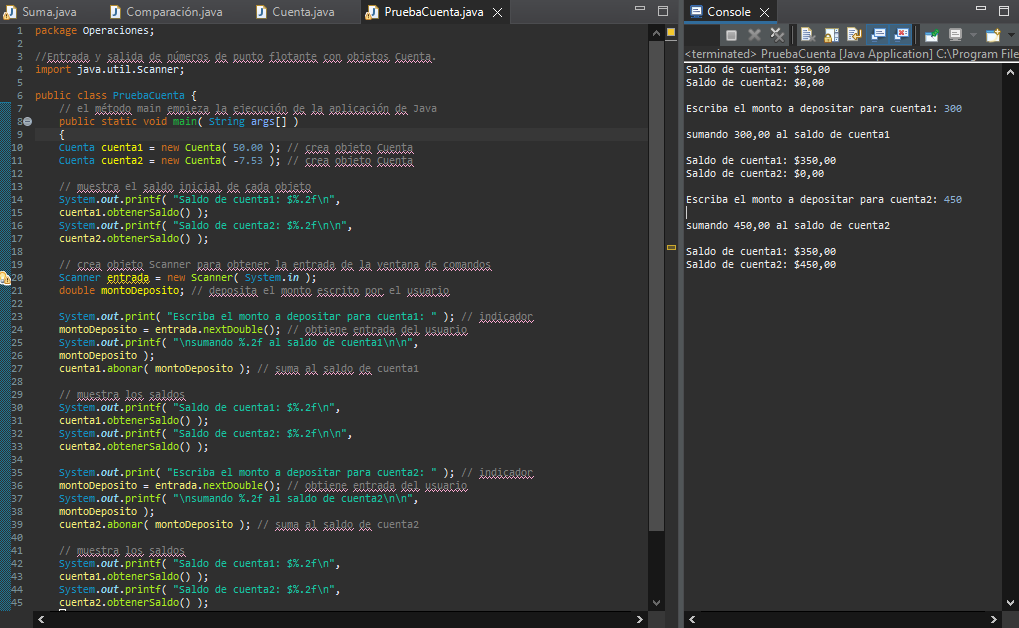 Suma.java Comparación.java Cuenta.java PruebaCuenta.java
1 package Operaciones;
2
3 //Entrada y salida de números de punto flotante con objetos Cuenta.
4 import java.util.Scanner;
5
6 public class PruebaCuenta {
7 // el método main empieza la ejecución de la aplicación de Java
8 public static void main( String args[] )
9 {
10 Cuenta cuenta1 = new Cuenta( 50.00 ); // crea objeto Cuenta
11 Cuenta cuenta2 = new Cuenta( -7.53 ); // crea objeto Cuenta
12
13 // muestra el saldo inicial de cada objeto
14 System.out.printf( "Saldo de cuenta1: $%.2f\n",
15 cuenta1.obtenerSaldo() );
16 System.out.printf( "Saldo de cuenta2: $%.2f\n\n",
17 cuenta2.obtenerSaldo() );
18
19 // crea objeto Scanner para obtener la entrada de la ventana de comandos
20 Scanner entrada = new Scanner( System.in );
21 double montoDeposito; // deposita el monto escrito por el usuario
22
23 System.out.print( "Escriba el monto a depositar para cuenta1: " ); // indicador
24 montoDeposito = entrada.nextDouble(); // obtiene entrada del usuario
25 System.out.printf( "\nsumando %.2f al saldo de cuenta1\n\n",
26 montoDeposito );
27 cuenta1.abonar( montoDeposito ); // suma al saldo de cuenta1
28
29 // muestra los saldos
30 System.out.printf( "Saldo de cuenta1: $%.2f\n",
31 cuenta1.obtenerSaldo() );
32 System.out.printf( "Saldo de cuenta2: $%.2f\n\n",
33 cuenta2.obtenerSaldo() );
34
35 System.out.print( "Escriba el monto a depositar para cuenta2: " ); // indicador
36 montoDeposito = entrada.nextDouble(); // obtiene entrada del usuario
37 System.out.printf( "\nsumando %.2f al saldo de cuenta2\n\n",
38 montoDeposito );
39 cuenta2.abonar( montoDeposito ); // suma al saldo de cuenta2
40
41 // muestra los saldos
42 System.out.printf( "Saldo de cuenta1: $%.2f\n",
43 cuenta1.obtenerSaldo() );
44 System.out.printf( "Saldo de cuenta2: $%.2f\n",
45 cuenta2.obtenerSaldo() );
Console
<terminated> PruebaCuenta [Java Application] C:\Program File
Saldo de cuenta1: $50,00
Saldo de cuenta2: $0,00
Escriba el monto a depositar para cuenta1: 300
sumando 300,00 al saldo de cuenta1
Saldo de cuenta1: $350,00
Saldo de cuenta2: $0,00
Escriba el monto a depositar para cuenta2: 450
sumando 450,00 al saldo de cuenta2
Saldo de cuenta1: $350,00
Saldo de cuenta2: $450,00